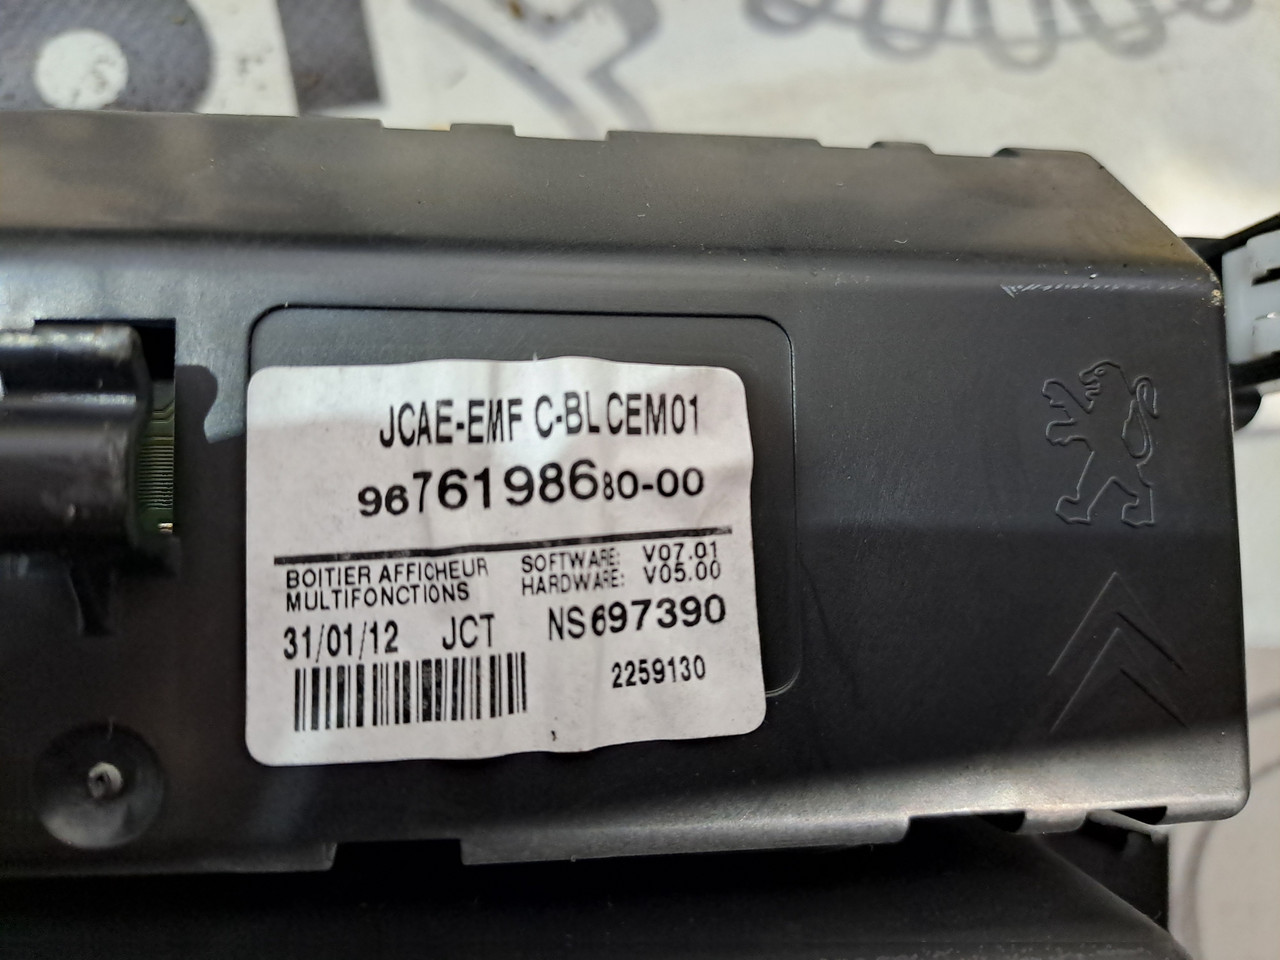 JCAE-EMF C-BL CEM01
9676198680-00
BOITIER AFFICHEUR
MULTIFONCTIONS
SOFTWARE: V07.01
HARDWARE: V05.00
31/01/12 JCT NS697390
2259130